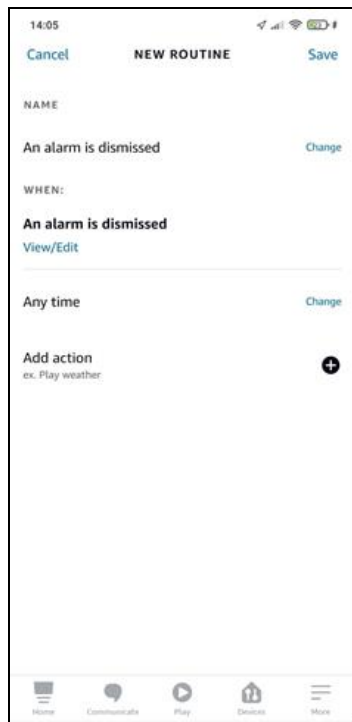 14:05
Cancel NEW ROUTINE Save
NAME
An alarm is dismissed Change
WHEN:
An alarm is dismissed
View/Edit
Any time Change
Add action
ex. Play weather
Home Communicate Play Devices More